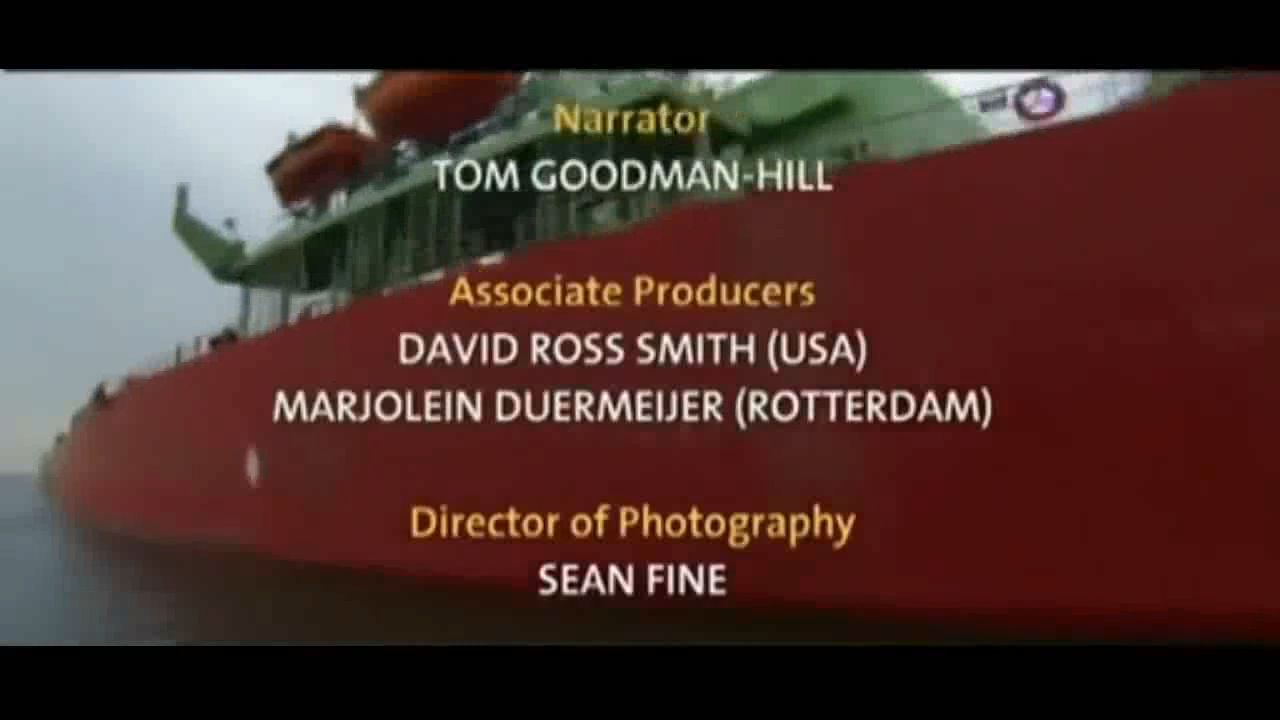 Narrator
TOM GOODMAN-HILL
Associate Producers
DAVID ROSS SMITH (USA)
MARJOLEIN DUERMEIJER (ROTTERDAM)
Director of Photography
SEAN FINE